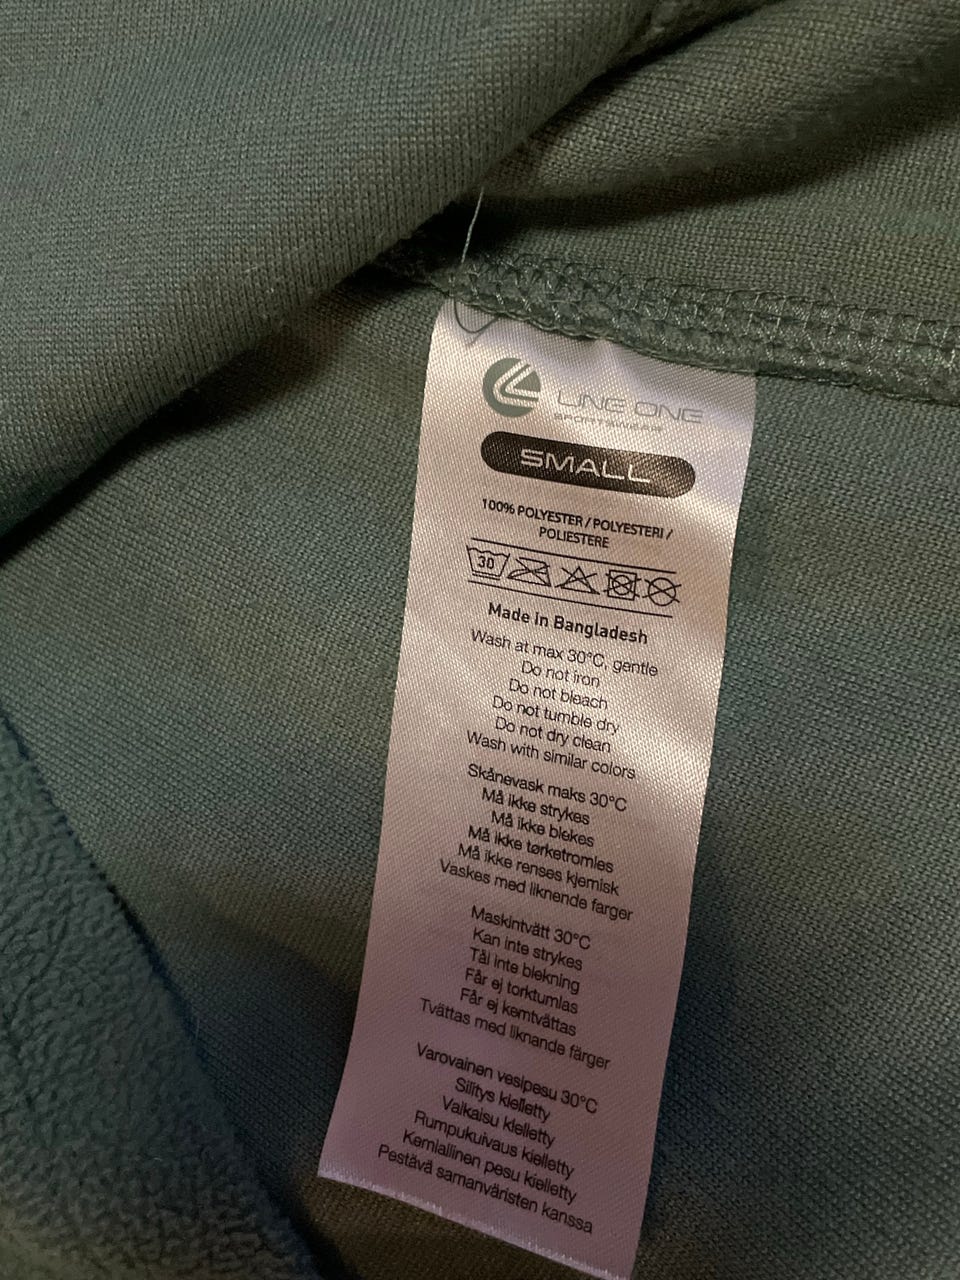 LINE ONE
SPORTSWEAR
SMALL
100% POLYESTER / POLYESTERI /
POLIESTERE
30
Made in Bangladesh
Wash at max 30°C, gentle
Do not iron
Do not bleach
Do not tumble dry
Do not dry clean
Wash with similar colors
Skånevask maks 30°C
Må ikke strykes
Må ikke blekes
Må ikke tørketromles
Må ikke renses kjemisk
Vaskes med liknende farger
Maskintvätt 30°C
Kan inte strykes
Tål inte blekning
Får ej torktumlas
Får ej kemtvättas
Tvättas med liknande färger
Varovainen vesipesu 30°C
Silitys kielletty
Valkaisu kielletty
Rumpukuivaus kielletty
Kemiallinen pesu kielletty
Pestävä samanväristen kanssa